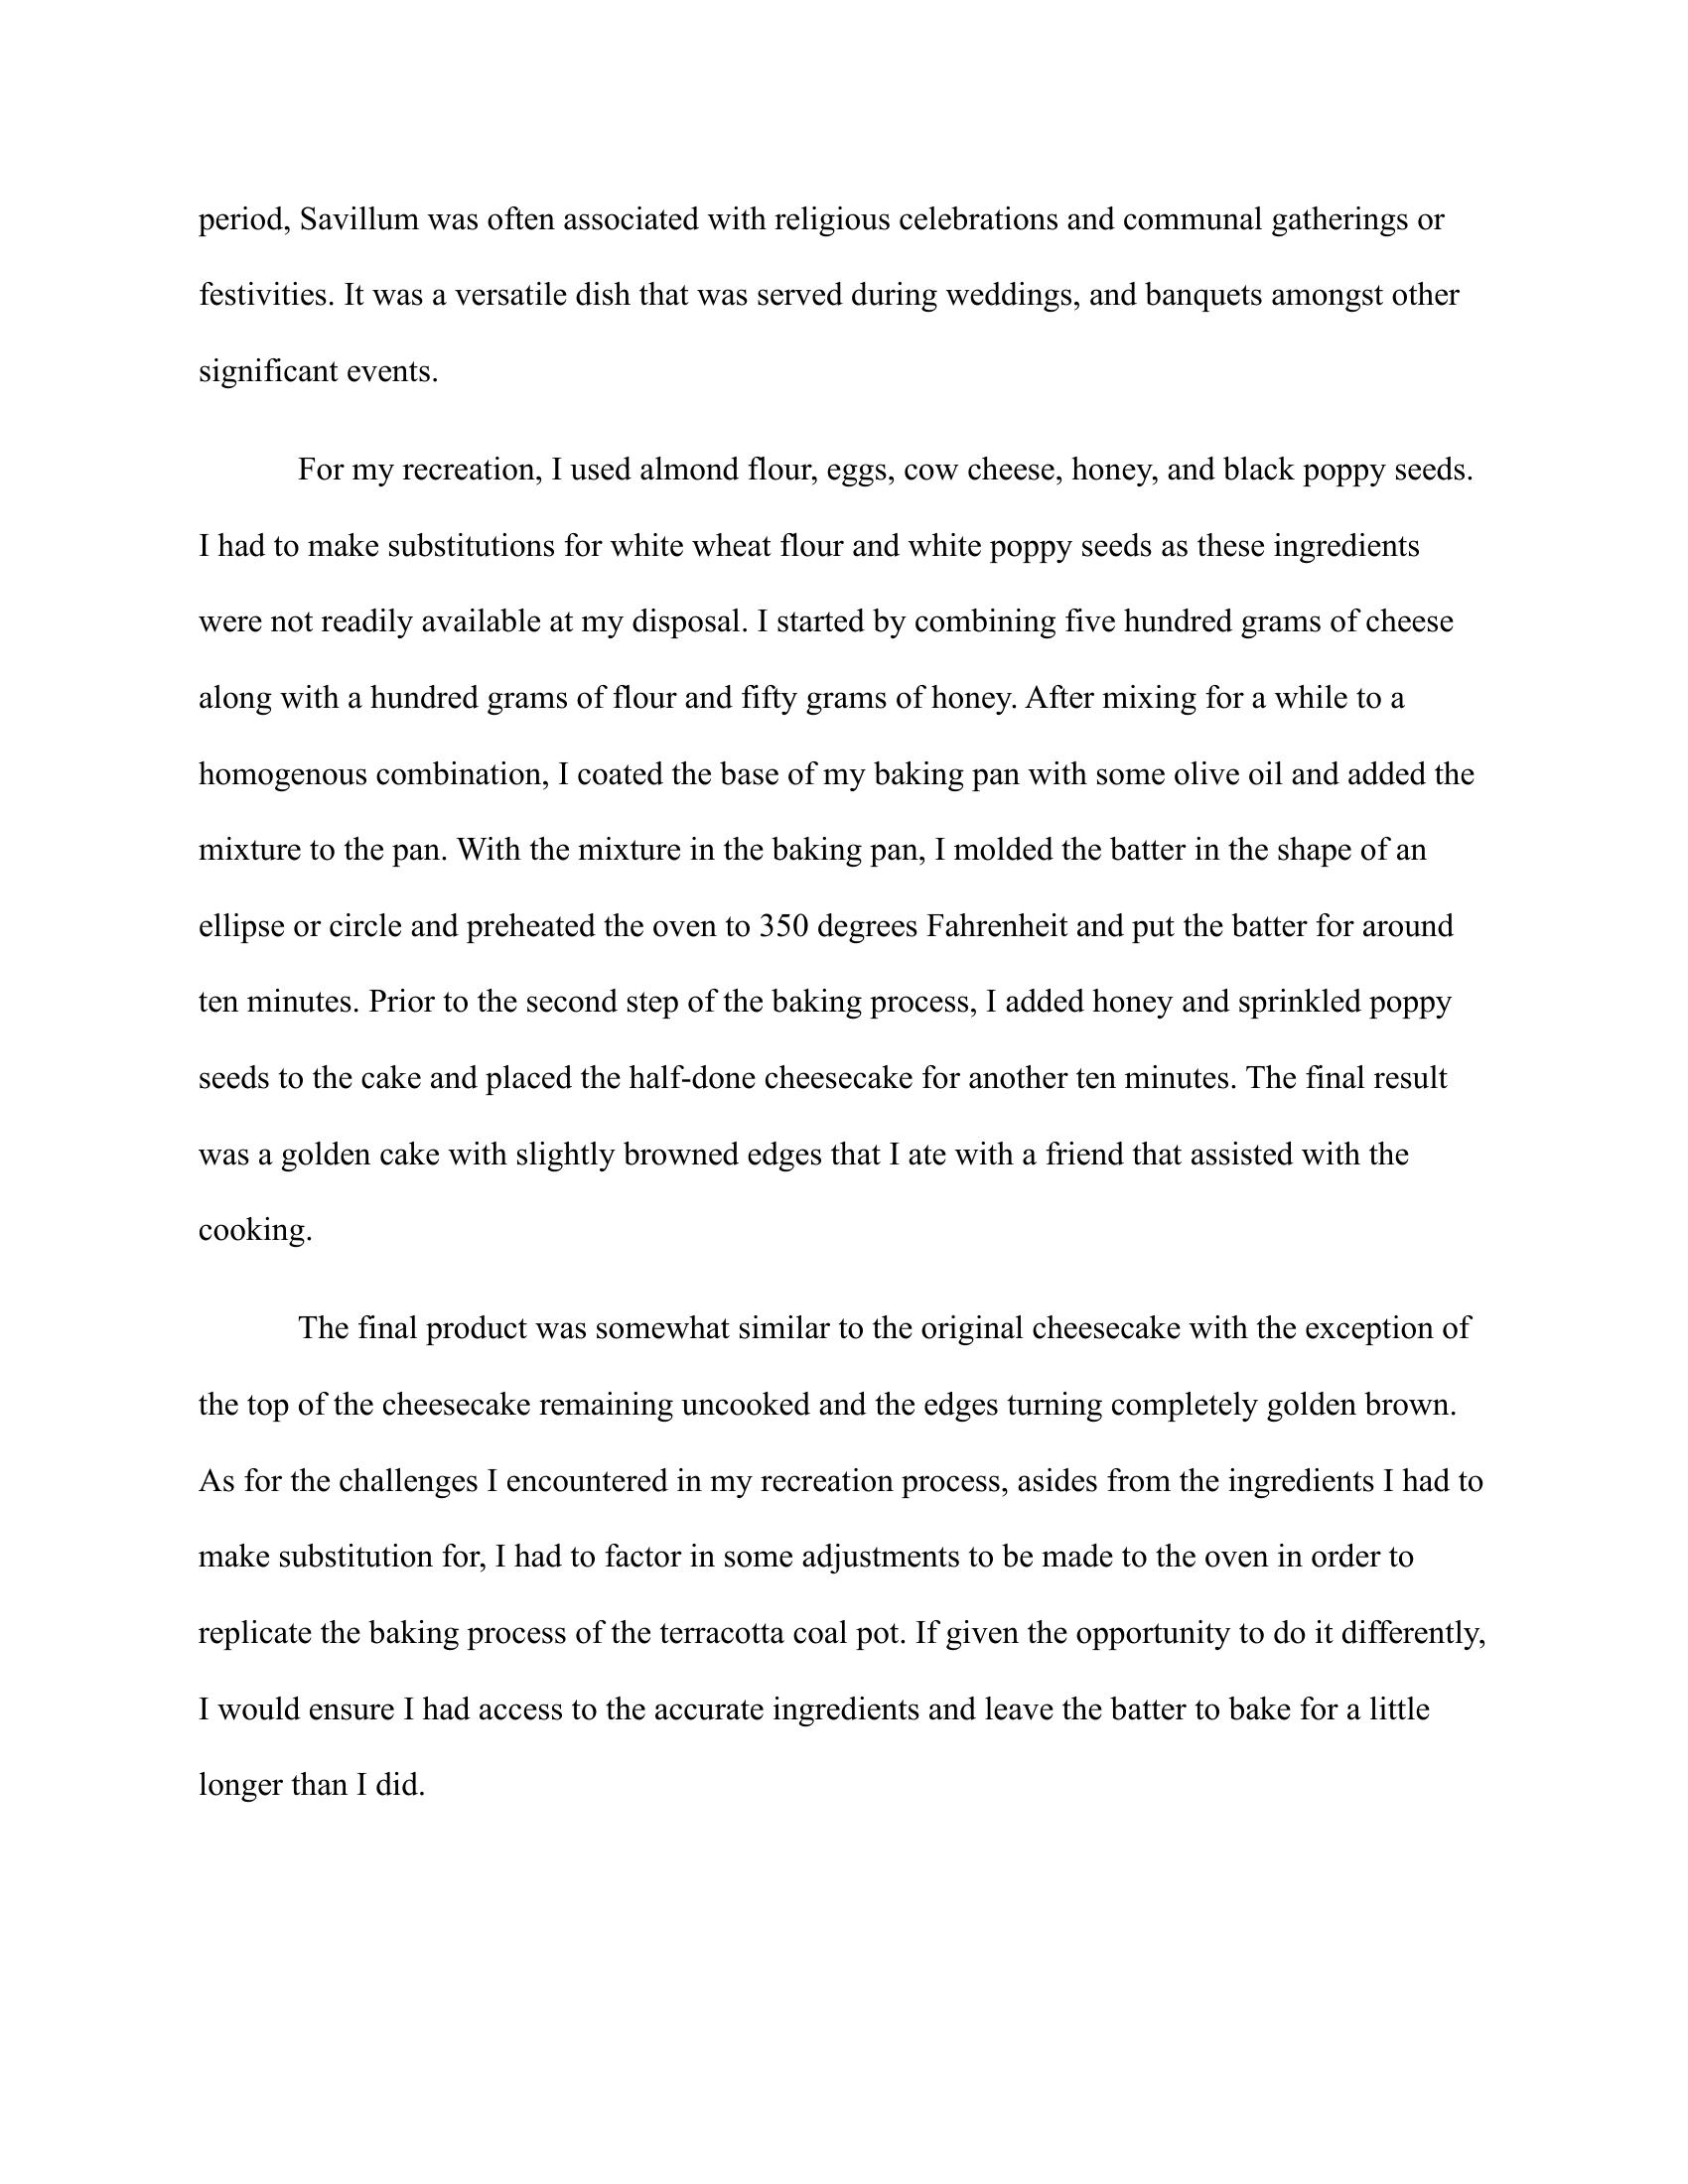 period, Savillum was often associated with religious celebrations and communal gatherings or
festivities. It was a versatile dish that was served during weddings, and banquets amongst other
significant events.
For my recreation, I used almond flour, eggs, cow cheese, honey, and black poppy seeds.
I had to make substitutions for white wheat flour and white poppy seeds as these ingredients
were not readily available at my disposal. I started by combining five hundred grams of cheese
along with a hundred grams of flour and fifty grams of honey. After mixing for a while to a
homogenous combination, I coated the base of my baking pan with some olive oil and added the
mixture to the pan. With the mixture in the baking pan, I molded the batter in the shape of an
ellipse or circle and preheated the oven to 350 degrees Fahrenheit and put the batter for around
ten minutes. Prior to the second step of the baking process, I added honey and sprinkled poppy
seeds to the cake and placed the half-done cheesecake for another ten minutes. The final result
was a golden cake with slightly browned edges that I ate with a friend that assisted with the
cooking.
The final product was somewhat similar to the original cheesecake with the exception of
the top of the cheesecake remaining uncooked and the edges turning completely golden brown.
As for the challenges I encountered in my recreation process, asides from the ingredients I had to
make substitution for, I had to factor in some adjustments to be made to the oven in order to
replicate the baking process of the terracotta coal pot. If given the opportunity to do it differently,
I would ensure I had access to the accurate ingredients and leave the batter to bake for a little
longer than I did.